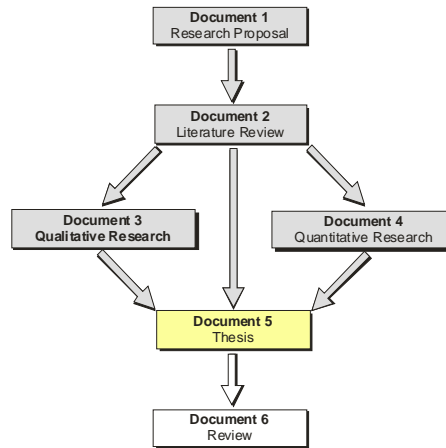 Document 1
Research Proposal
Document 2
Literature Review
Document 3
Qualitative Research
Document 4
Quantitative Research
Document 5
Thesis
Document 6
Review